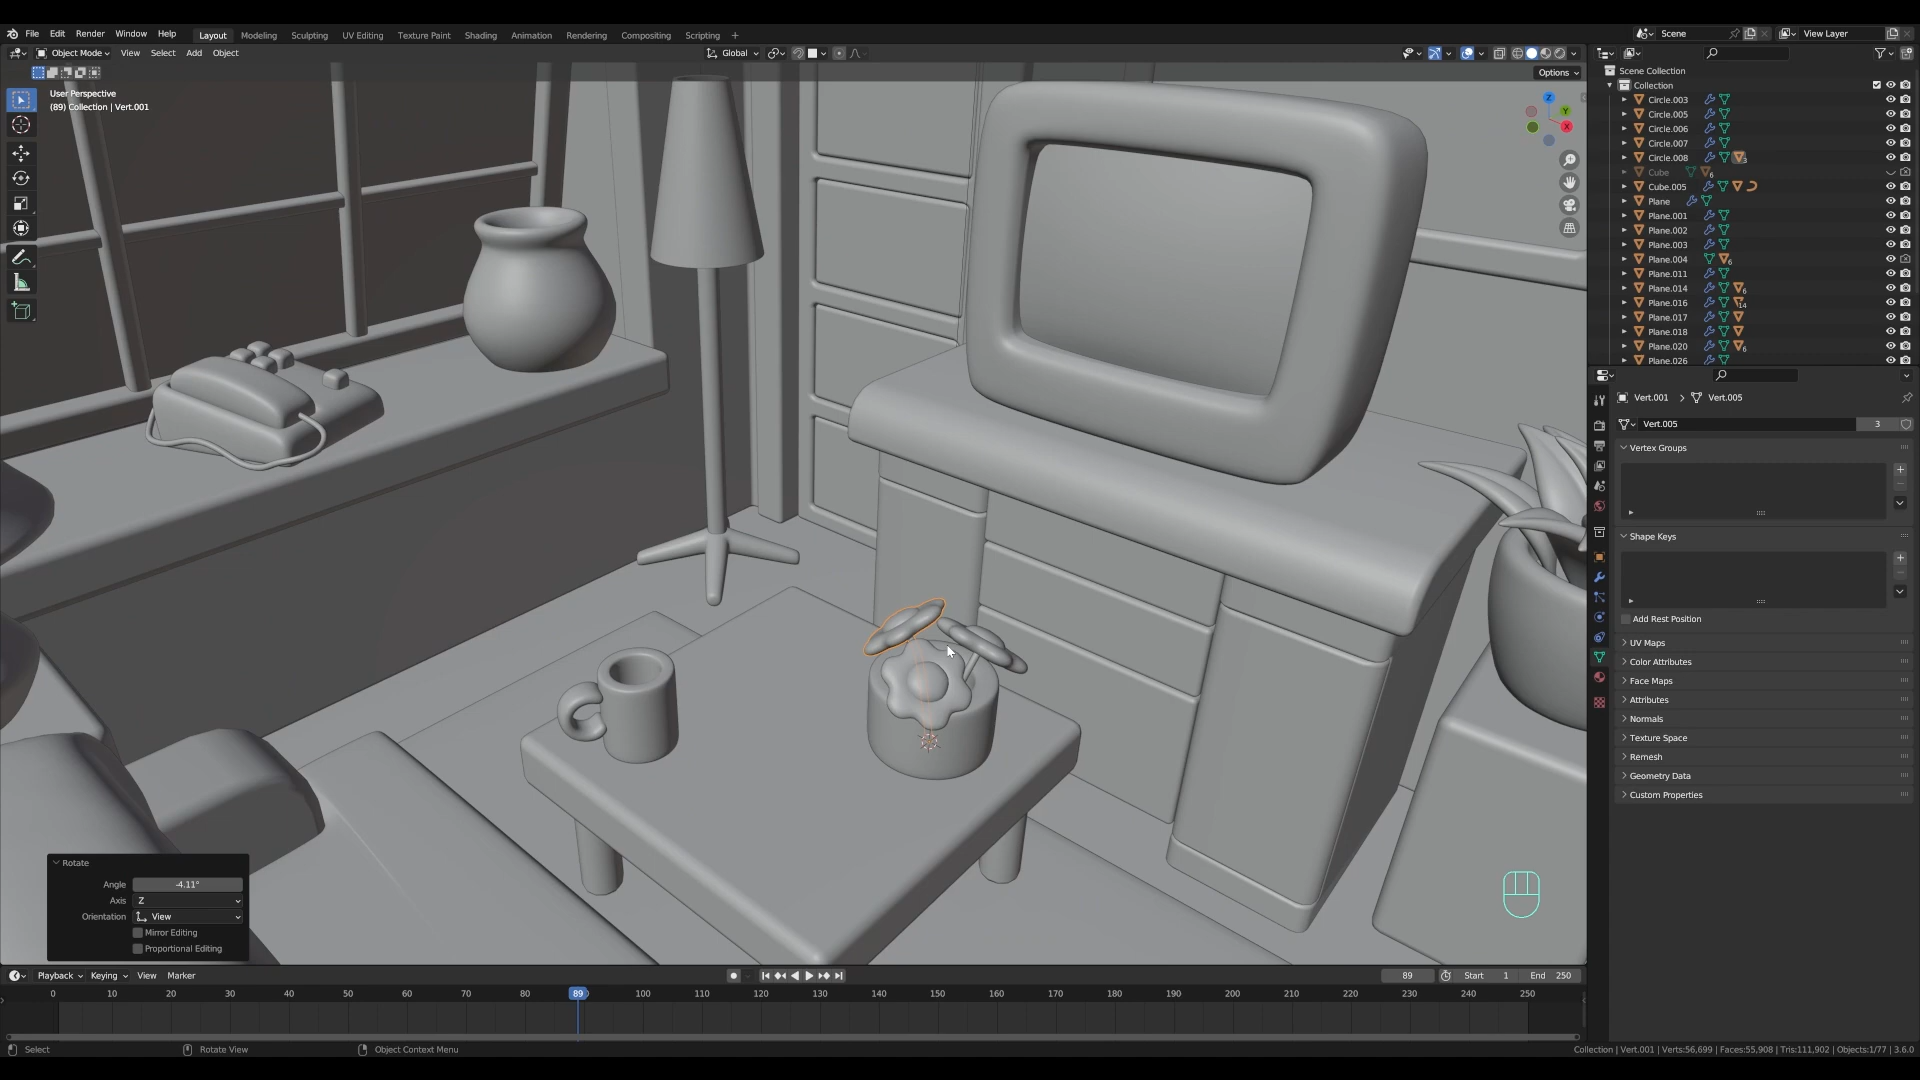 File Edit Render Window Help Layout Modeling Sculpting UV Editing Texture Paint Shading Animation Rendering Compositing Scripting + Scene View Layer
Object Mode View Select Add Object Global
Options
User Perspective
(89) Collection | Vert.001
Z
Y
X
Scene Collection
Collection
Circle.003
Circle.005
Circle.006
Circle.007
Circle.008 3
Cube 6
Cube.005
Plane
Plane.001
Plane.002
Plane.003
Plane.004 6
Plane.011
Plane.014 6
Plane.016 14
Plane.017
Plane.018
Plane.020 6
Plane.026
Vert.001 > Vert.005
Vert.005 3
Vertex Groups
Shape Keys
Add Rest Position
UV Maps
Color Attributes
Face Maps
Attributes
Normals
Texture Space
Remesh
Geometry Data
Custom Properties
Rotate
Angle -4.11°
Axis Z
Orientation View
Mirror Editing
Proportional Editing
Playback Keying View Marker 89 Start 1 End 250
0 10 20 30 40 50 60 70 80 89 100 110 120 130 140 150 160 170 180 190 200 210 220 230 240 250
Select Rotate View Object Context Menu Collection | Vert.001 | Verts:56,699 | Faces:55,908 | Tris:111,902 | Objects:1/77 | 3.6.0